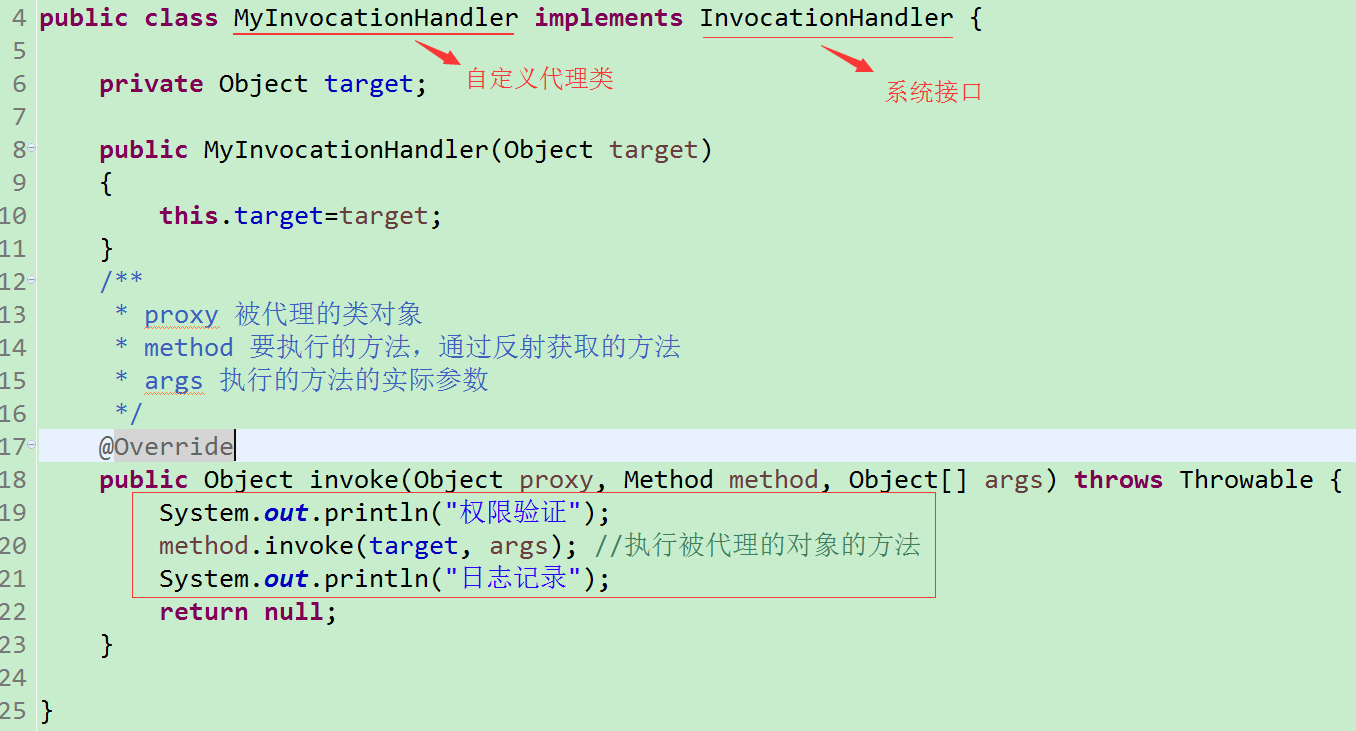 4 public class MyInvocationHandler implements InvocationHandler {
5
6 private Object target; 自定义代理类 系统接口
7
8 public MyInvocationHandler(Object target)
9 {
10 this.target=target;
11 }
12 /**
13 * proxy 被代理的类对象
14 * method 要执行的方法，通过反射获取的方法
15 * args 执行的方法的实际参数
16 */
17 @Override
18 public Object invoke(Object proxy, Method method, Object[] args) throws Throwable {
19 System.out.println("权限验证");
20 method.invoke(target, args); //执行被代理的对象的方法
21 System.out.println("日志记录");
22 return null;
23 }
24
25 }